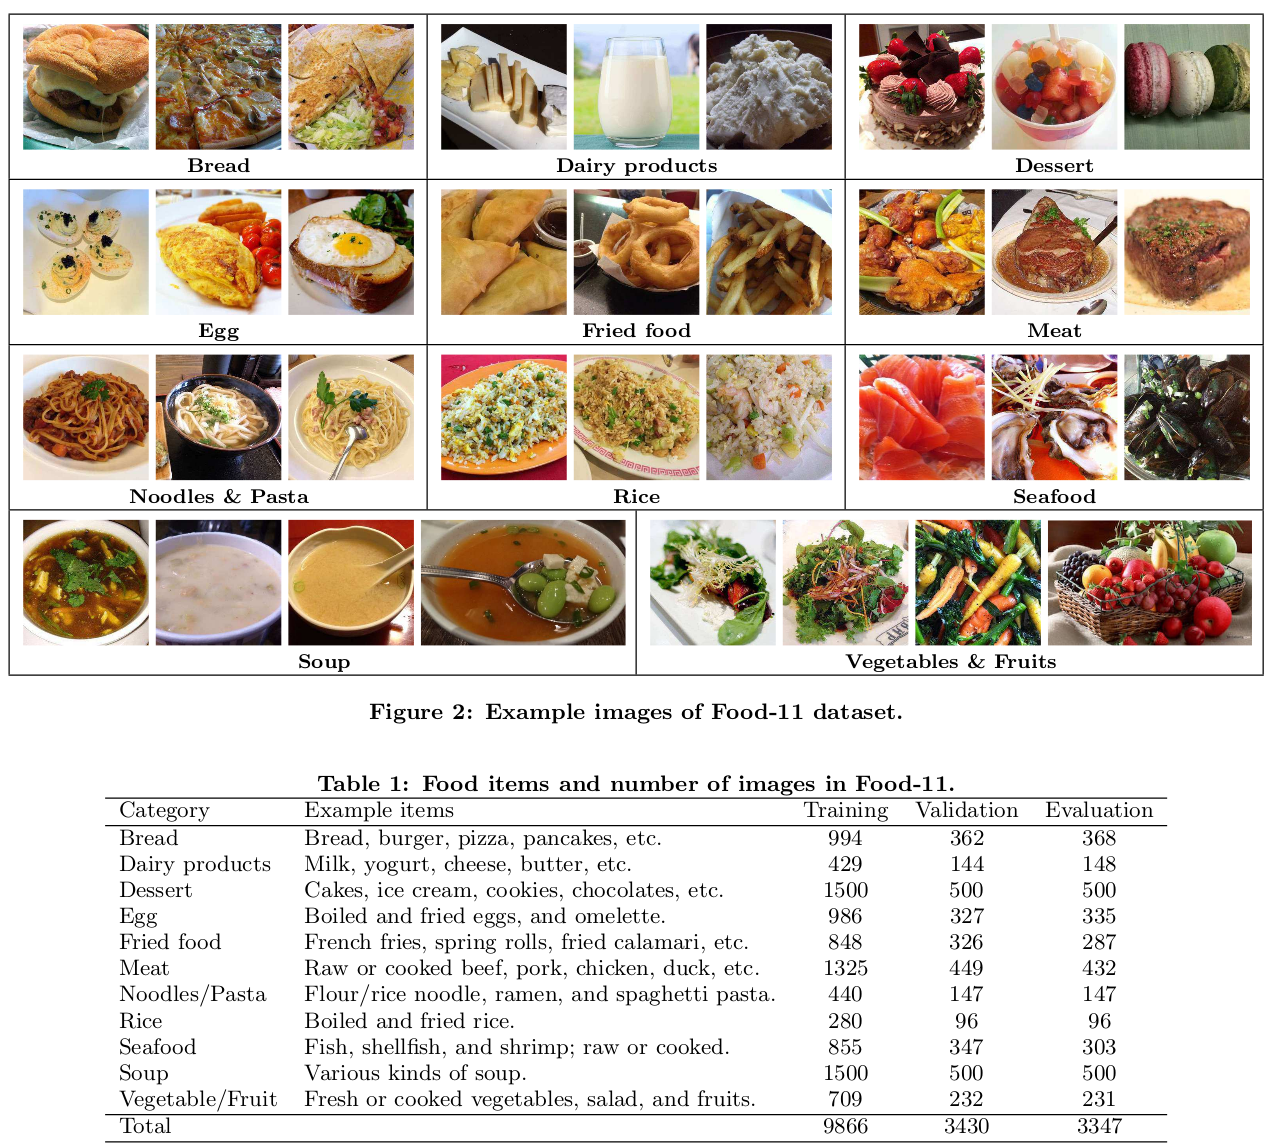 Bread
Dairy products
Dessert
Egg
Fried food
Meat
Noodles & Pasta
Rice
Seafood
Soup
Vegetables & Fruits
Figure 2: Example images of Food-11 dataset.
Table 1: Food items and number of images in Food-11.
Category Example items Training Validation Evaluation
Bread Bread, burger, pizza, pancakes, etc. 994 362 368
Dairy products Milk, yogurt, cheese, butter, etc. 429 144 148
Dessert Cakes, ice cream, cookies, chocolates, etc. 1500 500 500
Egg Boiled and fried eggs, and omelette. 986 327 335
Fried food French fries, spring rolls, fried calamari, etc. 848 326 287
Meat Raw or cooked beef, pork, chicken, duck, etc. 1325 449 432
Noodles/Pasta Flour/rice noodle, ramen, and spaghetti pasta. 440 147 147
Rice Boiled and fried rice. 280 96 96
Seafood Fish, shellfish, and shrimp; raw or cooked. 855 347 303
Soup Various kinds of soup. 1500 500 500
Vegetable/Fruit Fresh or cooked vegetables, salad, and fruits. 709 232 231
Total 9866 3430 3347